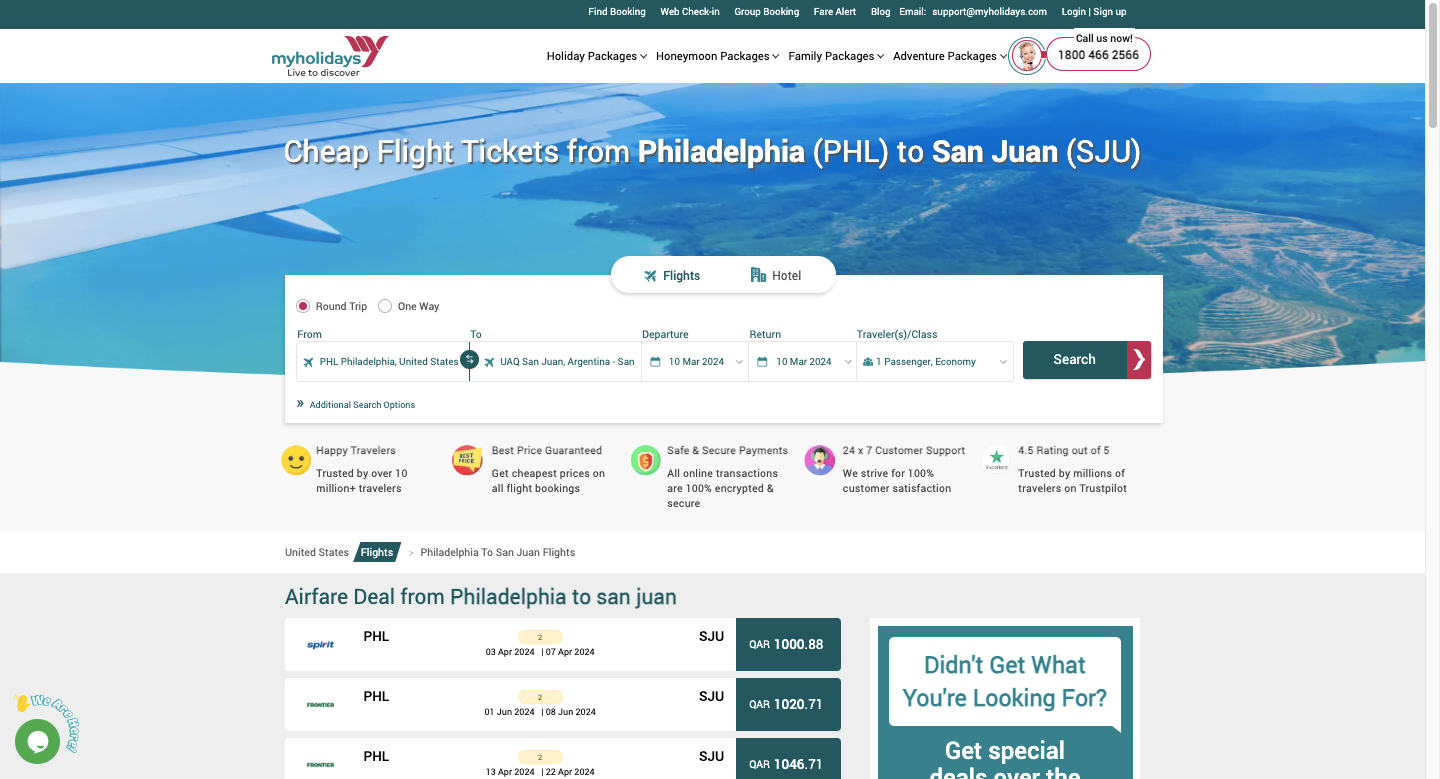 Find Booking Web Check-in Group Booking Fare Alert Blog Email: support@myholidays.com Login | Sign up
myholidays
Live to discover
Holiday Packages Honeymoon Packages Family Packages Adventure Packages
Call us now!
1800 466 2566
Cheap Flight Tickets from Philadelphia (PHL) to San Juan (SJU)
Flights Hotel
Round Trip One Way
From To Departure Return Traveler(s)/Class
PHL Philadelphia, United States UAQ San Juan, Argentina - San 10 Mar 2024 10 Mar 2024 1 Passenger, Economy
Search ❯
» Additional Search Options
Happy Travelers
Trusted by over 10
million+ travelers
BEST PRICE
Best Price Guaranteed
Get cheapest prices on
all flight bookings
Safe & Secure Payments
All online transactions
are 100% encrypted &
secure
24 x 7 Customer Support
We strive for 100%
customer satisfaction
Excellent
4.5 Rating out of 5
Trusted by millions of
travelers on Trustpilot
United States Flights > Philadelphia To San Juan Flights
Airfare Deal from Philadelphia to san juan
spirit PHL 2 SJU
03 Apr 2024 | 07 Apr 2024
QAR 1000.88
FRONTIER PHL 2 SJU
01 Jun 2024 | 08 Jun 2024
QAR 1020.71
FRONTIER PHL 2 SJU
13 Apr 2024 | 22 Apr 2024
QAR 1046.71
Didn't Get What
You're Looking For?
Get special
deals over the
We Are Here!